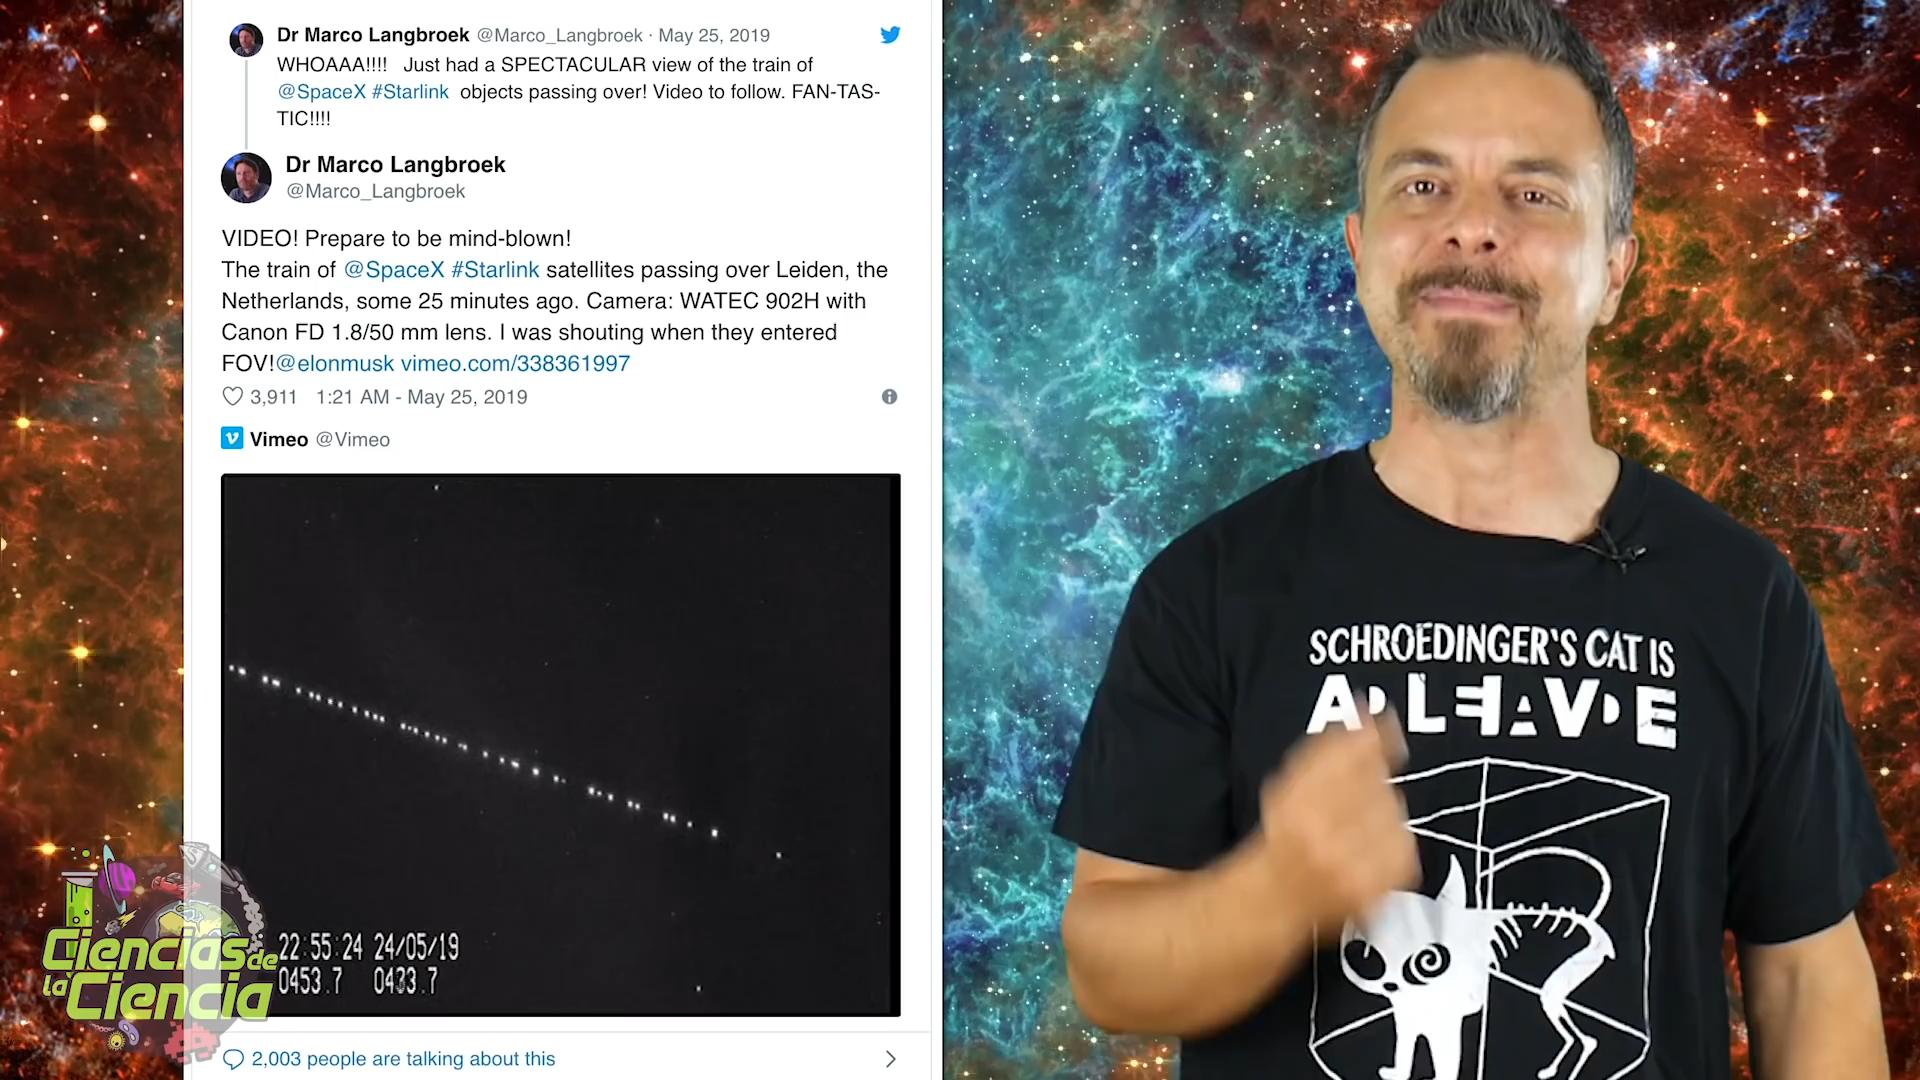 Dr Marco Langbroek @Marco_Langbroek · May 25, 2019
WHOAAA!!!! Just had a SPECTACULAR view of the train of
@SpaceX #Starlink objects passing over! Video to follow. FAN-TAS-
TIC!!!!
Dr Marco Langbroek
@Marco_Langbroek
VIDEO! Prepare to be mind-blown!
The train of @SpaceX #Starlink satellites passing over Leiden, the
Netherlands, some 25 minutes ago. Camera: WATEC 902H with
Canon FD 1.8/50 mm lens. I was shouting when they entered
FOV!@elonmusk vimeo.com/338361997
3,911 1:21 AM - May 25, 2019
Vimeo @Vimeo
22:55:24 24/05/19
0453.7 0433.7
2,003 people are talking about this
Ciencias de
la Ciencia
SCHROEDINGER'S CAT IS